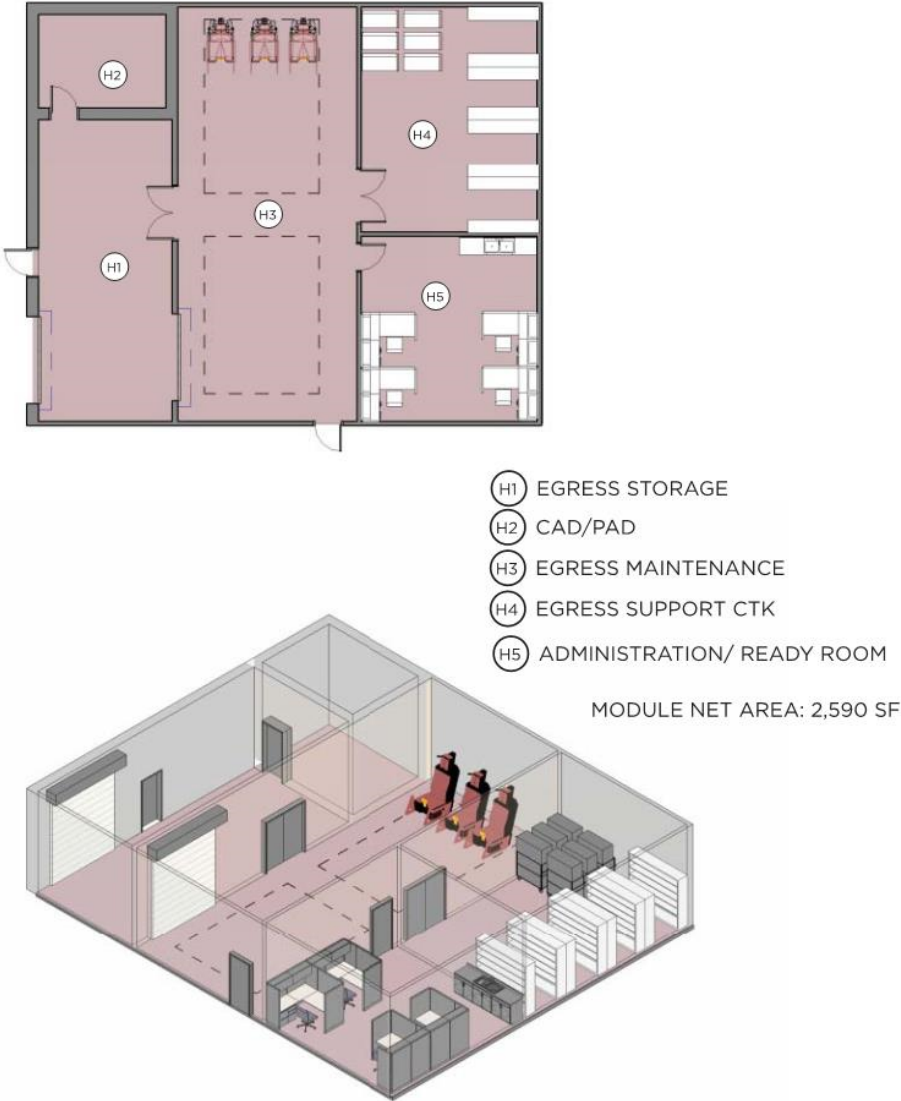 H2
H4
H3
H1
H5
H1 EGRESS STORAGE
H2 CAD/PAD
H3 EGRESS MAINTENANCE
H4 EGRESS SUPPORT CTK
H5 ADMINISTRATION/ READY ROOM
MODULE NET AREA: 2,590 SF